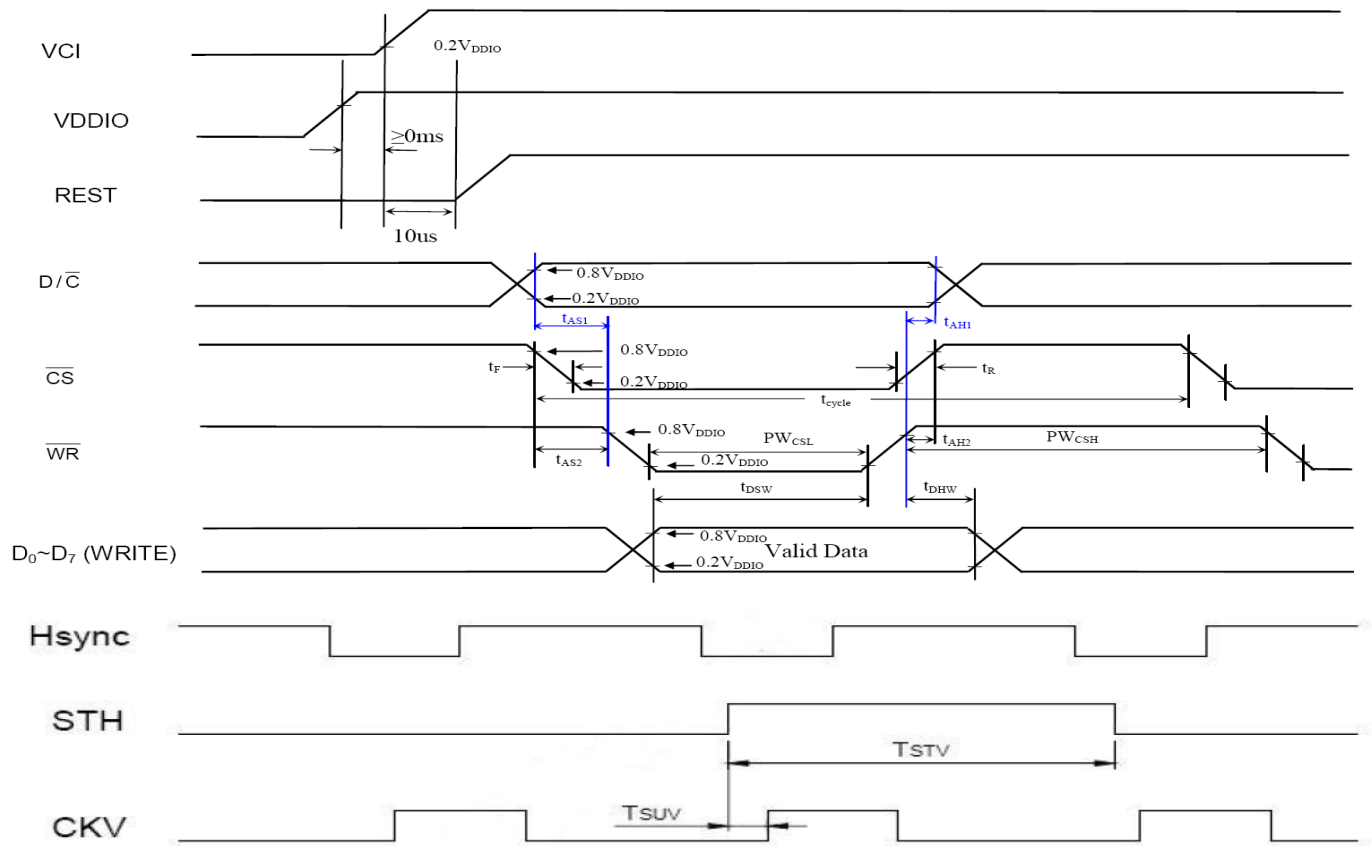 VCI
0.2VDDIO
VDDIO
≥0ms
REST
10us
D/C̅
0.8VDDIO
0.2VDDIO
tAS1
tAH1
C̅S̅
tF
0.8VDDIO
0.2VDDIO
tR
tcycle
W̅R̅
0.8VDDIO
PWCSL
tAH2
PWCSH
tAS2
0.2VDDIO
tDSW
tDHW
D0~D7 (WRITE)
0.8VDDIO
Valid Data
0.2VDDIO
Hsync
STH
TSTV
TSUV
CKV